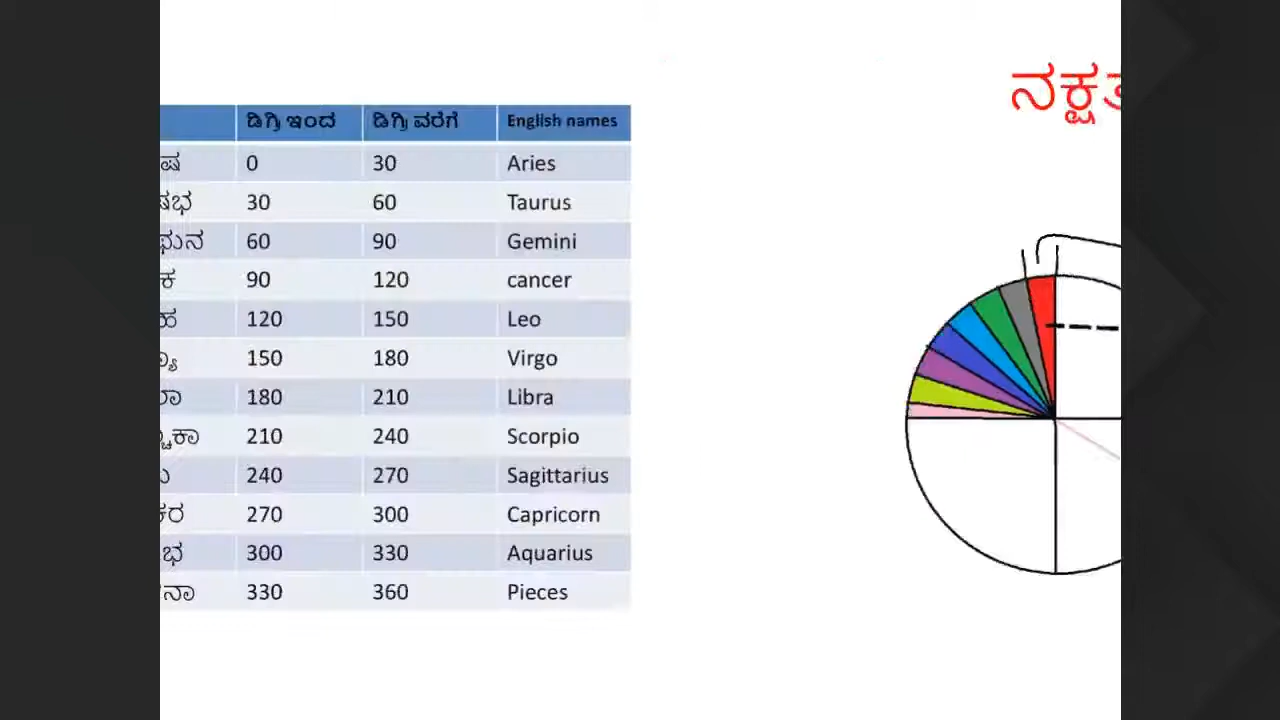 ಡಿಗ್ರಿ ಇಂದ ಡಿಗ್ರಿ ವರೆಗೆ English names
0 30 Aries
30 60 Taurus
60 90 Gemini
90 120 cancer
120 150 Leo
150 180 Virgo
180 210 Libra
210 240 Scorpio
240 270 Sagittarius
270 300 Capricorn
300 330 Aquarius
330 360 Pieces